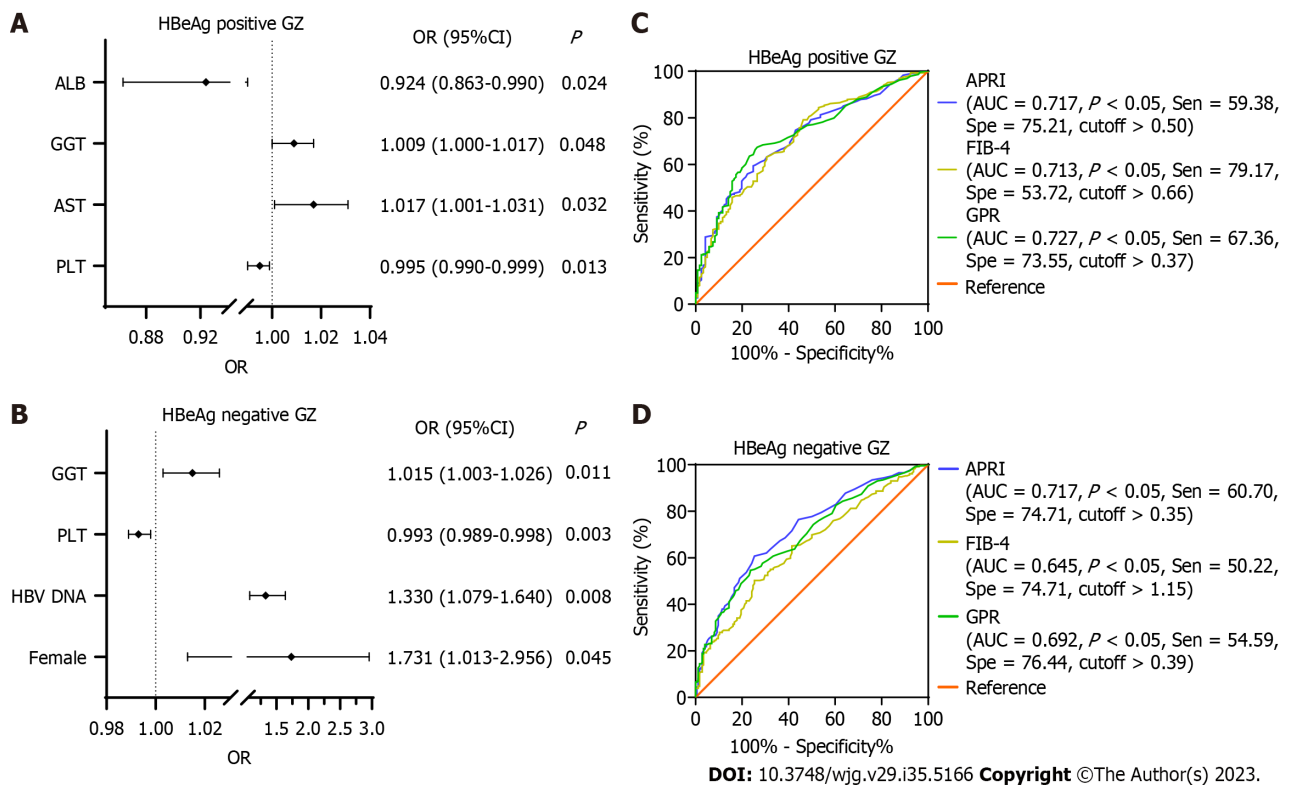 A
HBeAg positive GZ
OR (95%CI) P
ALB 0.924 (0.863-0.990) 0.024
GGT 1.009 (1.000-1.017) 0.048
AST 1.017 (1.001-1.031) 0.032
PLT 0.995 (0.990-0.999) 0.013
0.88 0.92 1.00 1.02 1.04
OR
B
HBeAg negative GZ
OR (95%CI) P
GGT 1.015 (1.003-1.026) 0.011
PLT 0.993 (0.989-0.998) 0.003
HBV DNA 1.330 (1.079-1.640) 0.008
Female 1.731 (1.013-2.956) 0.045
0.98 1.00 1.02 1.5 2.0 2.5 3.0
OR
C
HBeAg positive GZ
Sensitivity (%)
100
80
60
40
20
0
0 20 40 60 80 100
100% - Specificity%
APRI
(AUC = 0.717, P < 0.05, Sen = 59.38,
Spe = 75.21, cutoff > 0.50)
FIB-4
(AUC = 0.713, P < 0.05, Sen = 79.17,
Spe = 53.72, cutoff > 0.66)
GPR
(AUC = 0.727, P < 0.05, Sen = 67.36,
Spe = 73.55, cutoff > 0.37)
Reference
D
HBeAg negative GZ
Sensitivity (%)
100
80
60
40
20
0
0 20 40 60 80 100
100% - Specificity%
APRI
(AUC = 0.717, P < 0.05, Sen = 60.70,
Spe = 74.71, cutoff > 0.35)
FIB-4
(AUC = 0.645, P < 0.05, Sen = 50.22,
Spe = 74.71, cutoff > 1.15)
GPR
(AUC = 0.692, P < 0.05, Sen = 54.59,
Spe = 76.44, cutoff > 0.39)
Reference
DOI: 10.3748/wjg.v29.i35.5166 Copyright ©The Author(s) 2023.